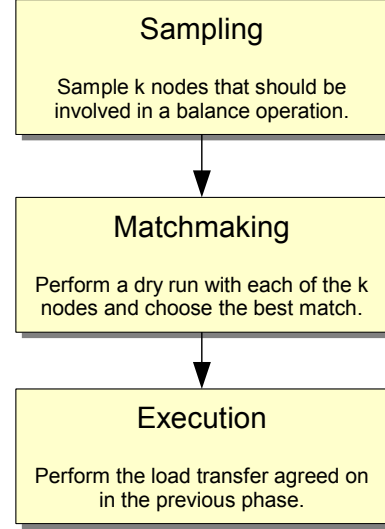 Sampling
Sample k nodes that should be
involved in a balance operation.
Matchmaking
Perform a dry run with each of the k
nodes and choose the best match.
Execution
Perform the load transfer agreed on
in the previous phase.